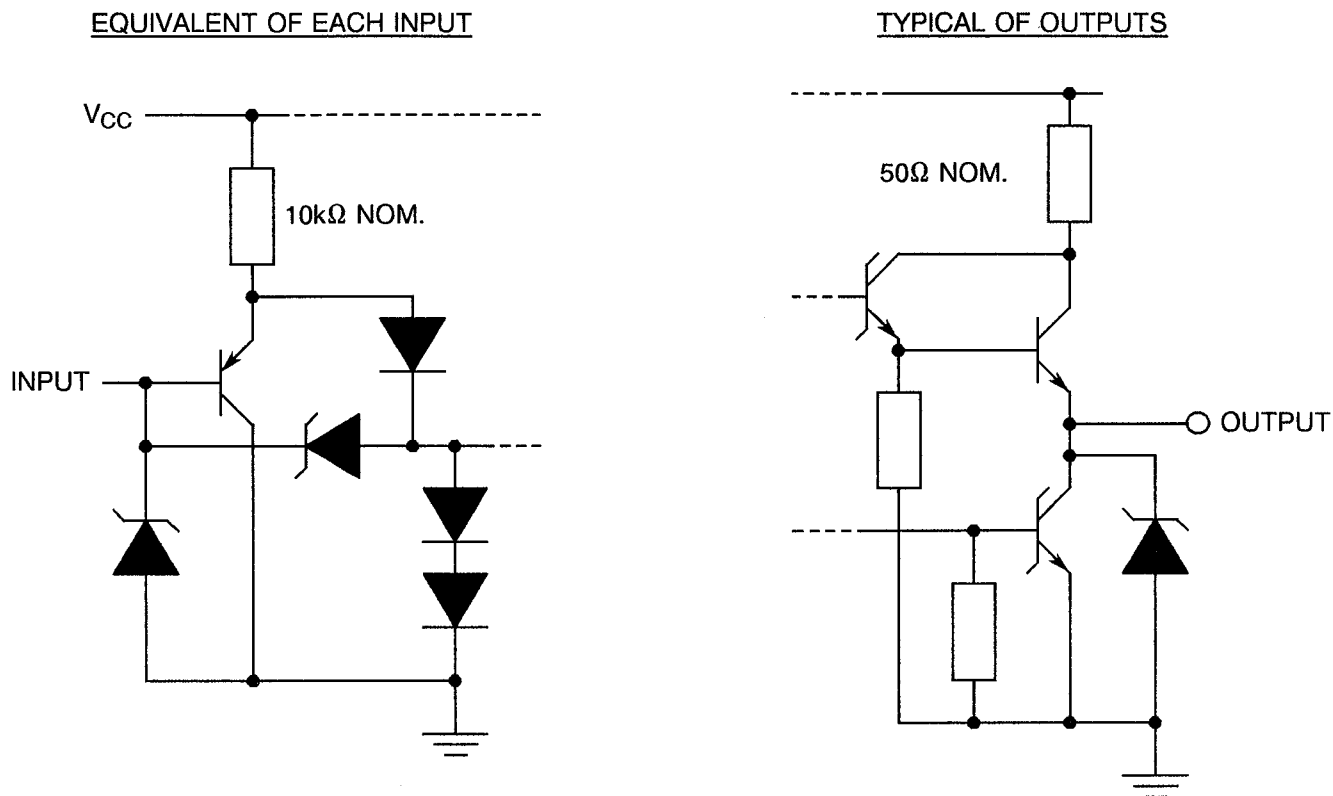 EQUIVALENT OF EACH INPUT
TYPICAL OF OUTPUTS
VCC
10kΩ NOM.
50Ω NOM.
INPUT
OUTPUT